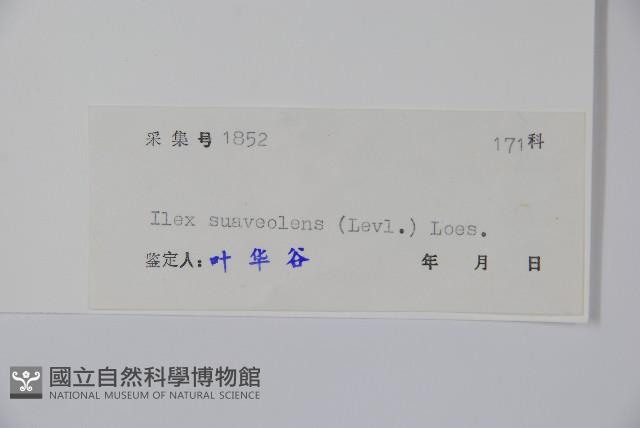 采集号 1852 171科
Ilex suaveolens (Levl.) Loes.
鉴定人: 叶华谷 年 月 日
國立自然科學博物館
NATIONAL MUSEUM OF NATURAL SCIENCE